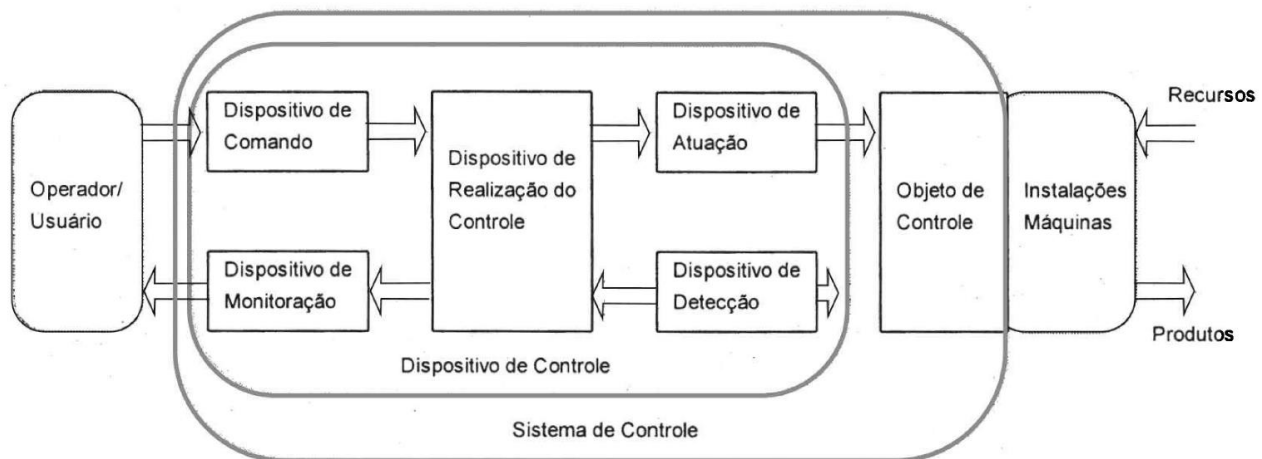 Operador/
Usuário
Dispositivo de
Comando
Dispositivo de
Monitoração
Dispositivo de
Realização do
Controle
Dispositivo de
Atuação
Dispositivo de
Detecção
Objeto de
Controle
Instalações
Máquinas
Recursos
Produtos
Dispositivo de Controle
Sistema de Controle